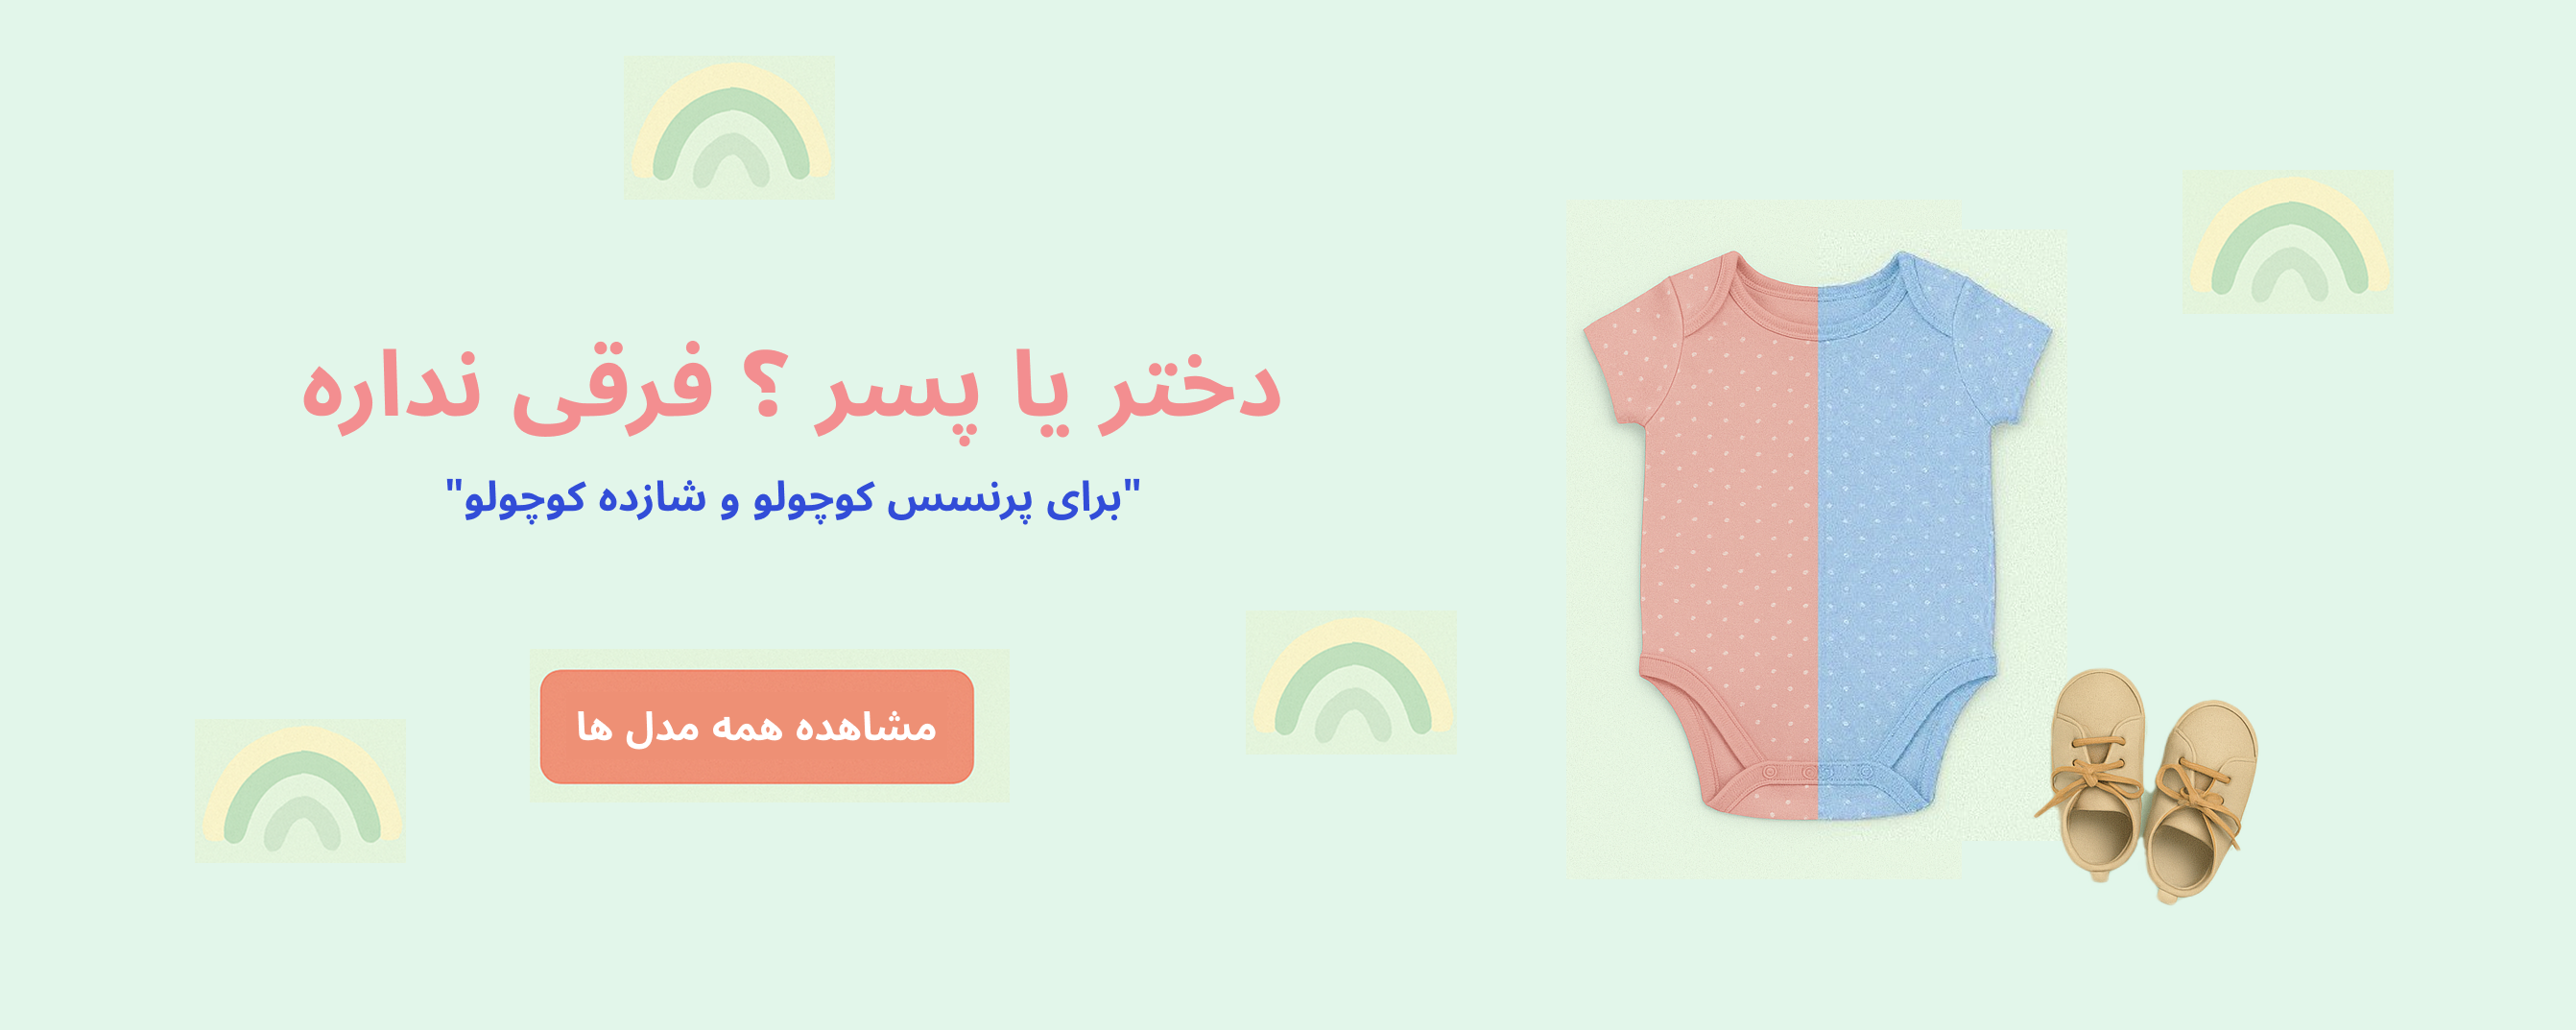 دختر یا پسر ؟ فرقی نداره
"برای پرنسس کوچولو و شازده کوچولو"
مشاهده همه مدل ها